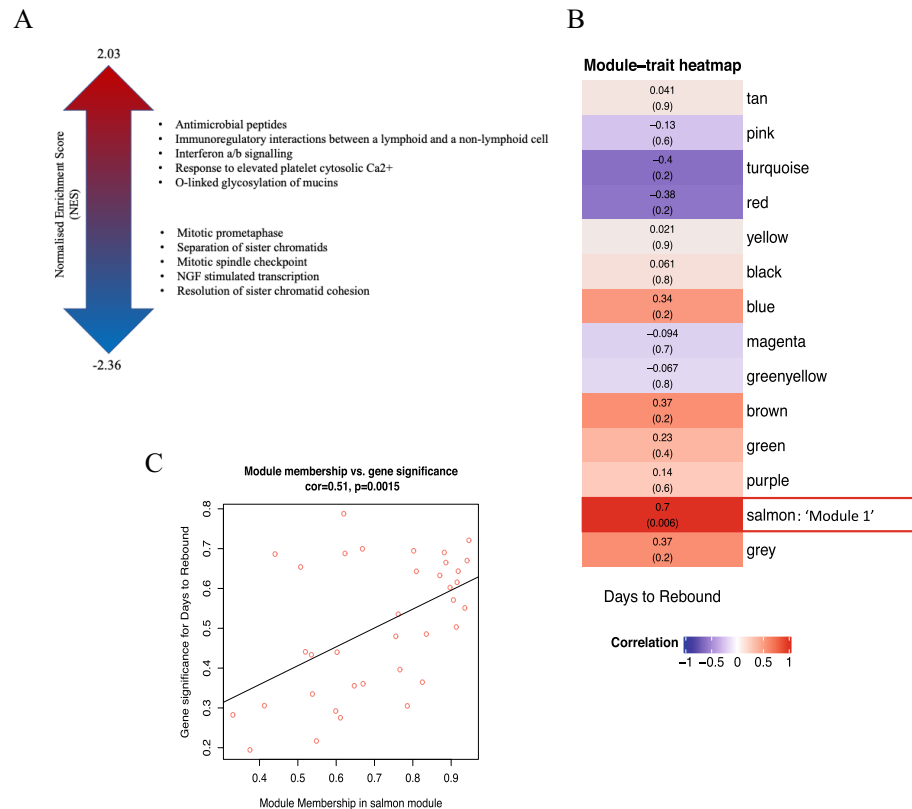 A
2.03
Normalised Enrichment Score
(NES)
• Antimicrobial peptides
• Immunoregulatory interactions between a lymphoid and a non-lymphoid cell
• Interferon a/b signalling
• Response to elevated platelet cytosolic Ca2+
• O-linked glycosylation of mucins
• Mitotic prometaphase
• Separation of sister chromatids
• Mitotic spindle checkpoint
• NGF stimulated transcription
• Resolution of sister chromatid cohesion
-2.36
B
Module–trait heatmap
0.041
(0.9)
tan
−0.13
(0.6)
pink
−0.4
(0.2)
turquoise
−0.38
(0.2)
red
0.021
(0.9)
yellow
0.061
(0.8)
black
0.34
(0.2)
blue
−0.094
(0.7)
magenta
−0.067
(0.8)
greenyellow
0.37
(0.2)
brown
0.23
(0.4)
green
0.14
(0.6)
purple
0.7
(0.006)
salmon: 'Module 1'
0.37
(0.2)
grey
Days to Rebound
Correlation
−1 −0.5 0 0.5 1
C
Module membership vs. gene significance
cor=0.51, p=0.0015
Gene significance for Days to Rebound
0.8
0.7
0.6
0.5
0.4
0.3
0.2
0.4 0.5 0.6 0.7 0.8 0.9
Module Membership in salmon module